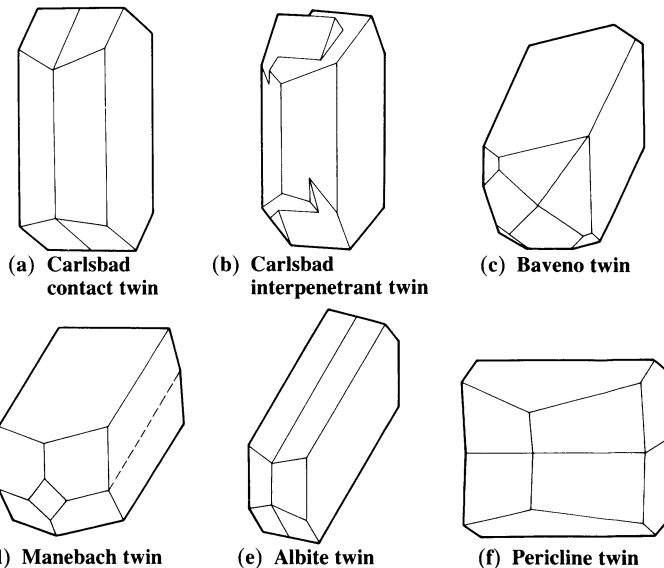 (a) Carlsbad
contact twin
(b) Carlsbad
interpenetrant twin
(c) Baveno twin
) Manebach twin
(e) Albite twin
(f) Pericline twin